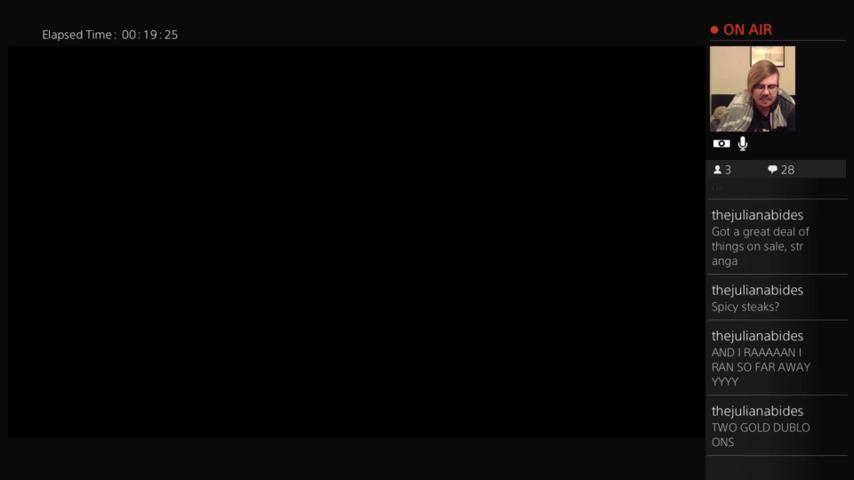 Elapsed Time: 00:19:25
ON AIR
3 28
thejulianabides
Got a great deal of
things on sale, str
anga
thejulianabides
Spicy steaks?
thejulianabides
AND I RAAAAAN I
RAN SO FAR AWAY
YYYY
thejulianabides
TWO GOLD DUBLO
ONS